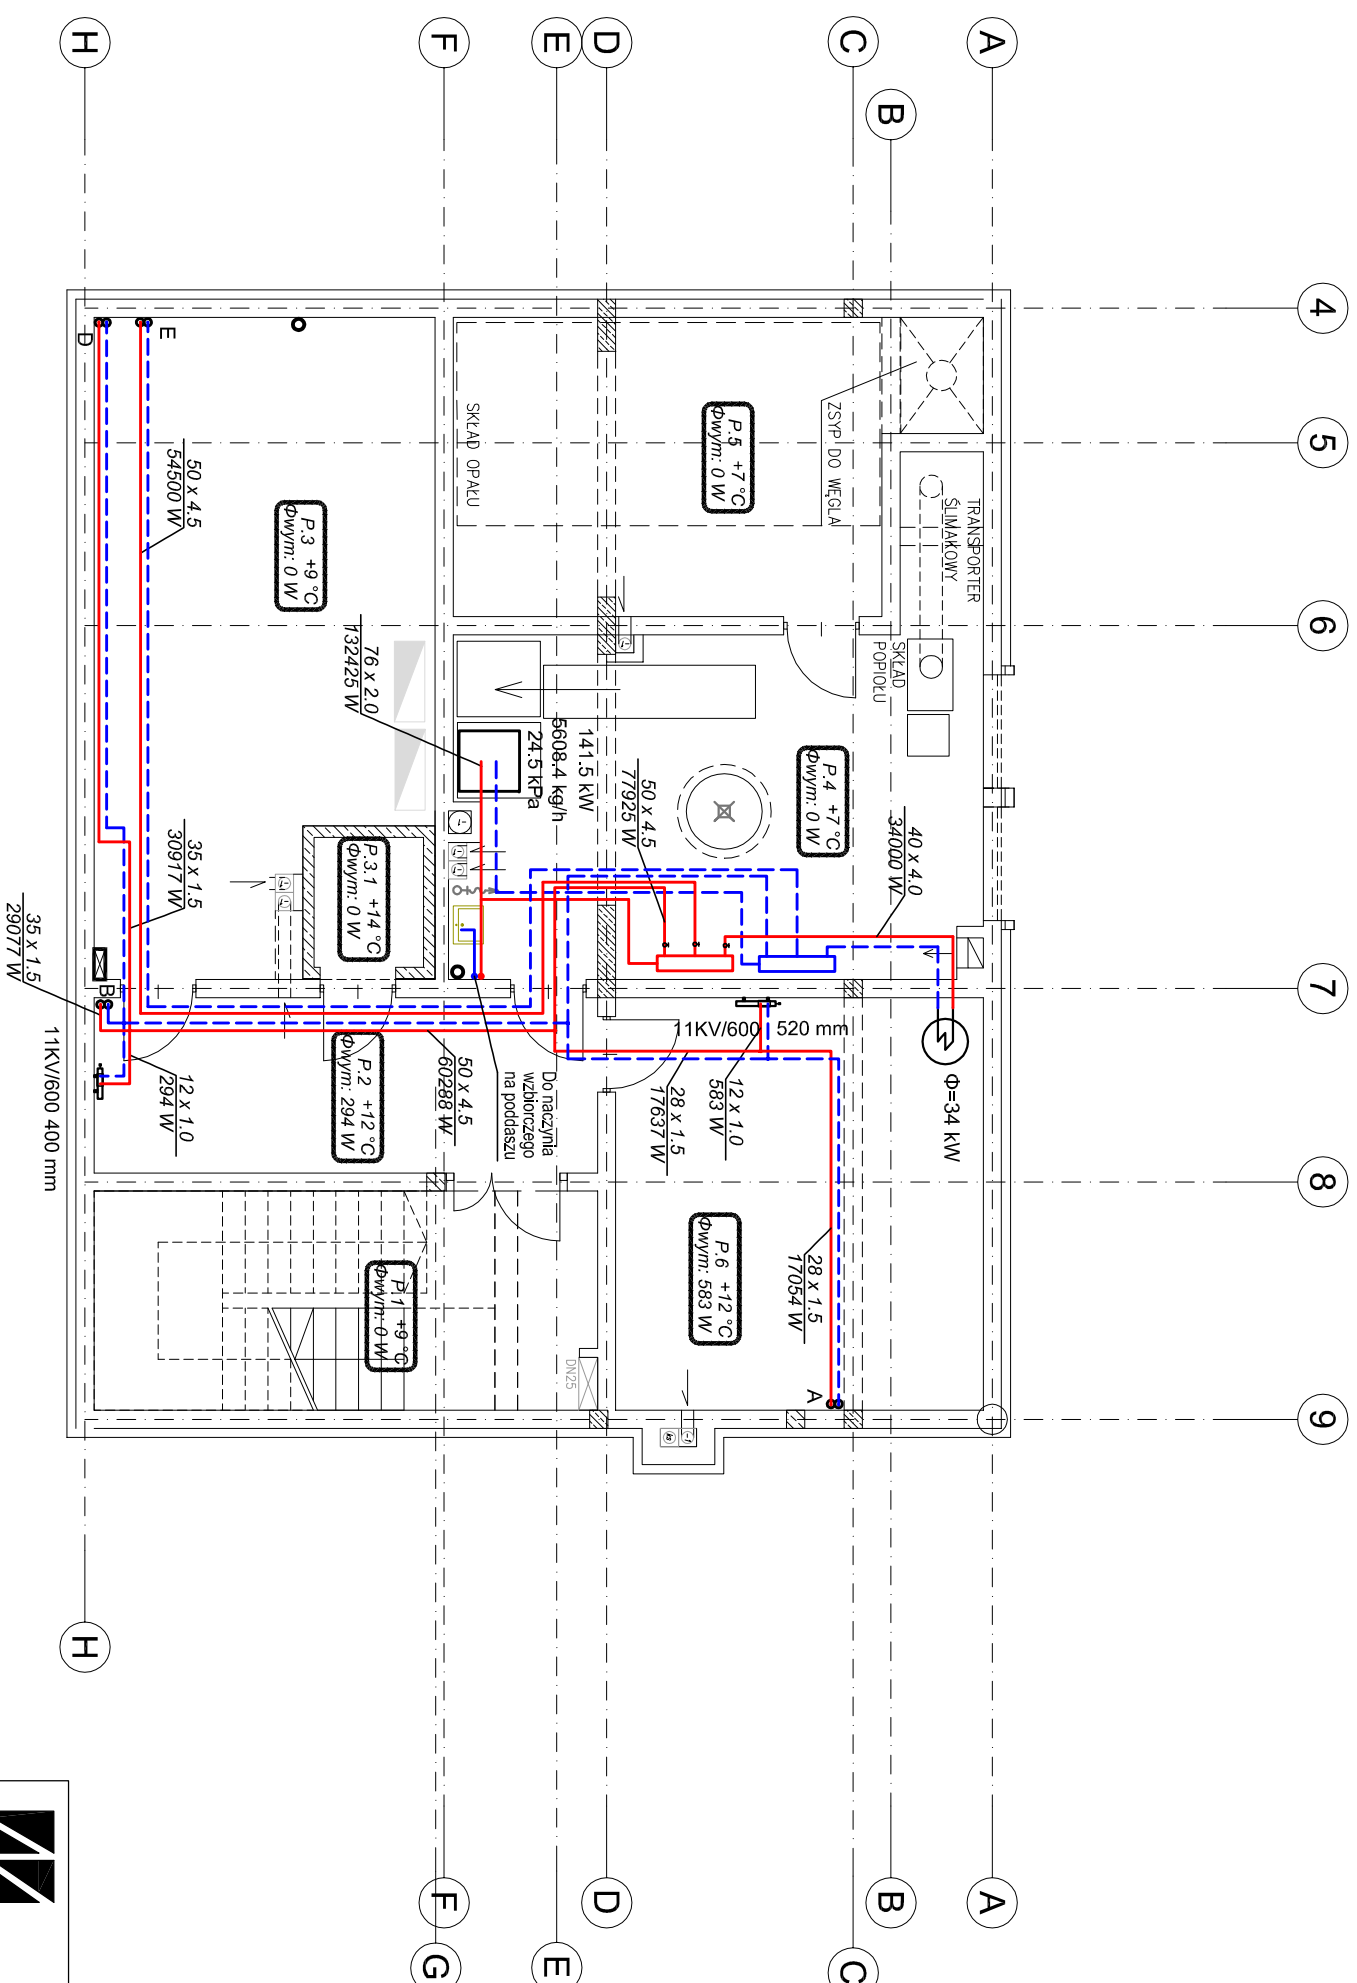 H
F
E
D
C
B
A
4
5
6
7
8
9
D
E
50 x 4.5
54500 W
P.3 +9 °C
Φwym: 0 W
SKŁAD OPAŁU
P.5 +7 °C
Φwym: 0 W
ZSYP DO WĘGLA
TRANSPORTER
ŚLIMAKOWY
SKŁAD
POPIOŁU
76 x 2.0
132425 W
141.5 kW
5608.4 kg/h
24.5 kPa
50 x 4.5
77925 W
P.4 +7 °C
Φwym: 0 W
40 x 4.0
34000 W
35 x 1.5
30917 W
P.3.1 +14 °C
Φwym: 0 W
35 x 1.5
29077 W
B
11KV/600 400 mm
12 x 1.0
294 W
P.2 +12 °C
Φwym: 294 W
50 x 4.5
60288 W
Do naczynia
wzbiorczego
na poddaszu
11KV/600 520 mm
12 x 1.0
583 W
28 x 1.5
17637 W
Φ=34 kW
P.6 +12 °C
Φwym: 583 W
28 x 1.5
17054 W
A
P.1 +9 °C
Φwym: 0 W
DN25
H
F
G
E
D
C
B
A